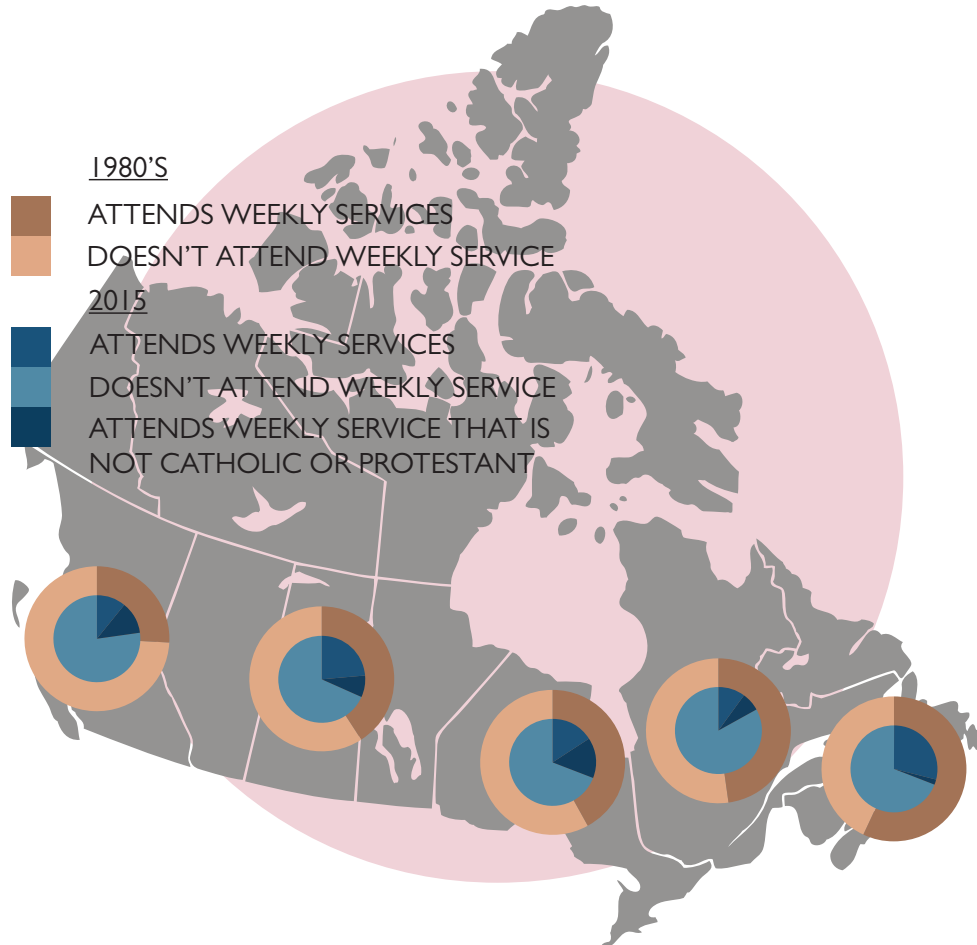 1980'S
ATTENDS WEEKLY SERVICES
DOESN'T ATTEND WEEKLY SERVICE
2015
ATTENDS WEEKLY SERVICES
DOESN'T ATTEND WEEKLY SERVICE
ATTENDS WEEKLY SERVICE THAT IS
NOT CATHOLIC OR PROTESTANT